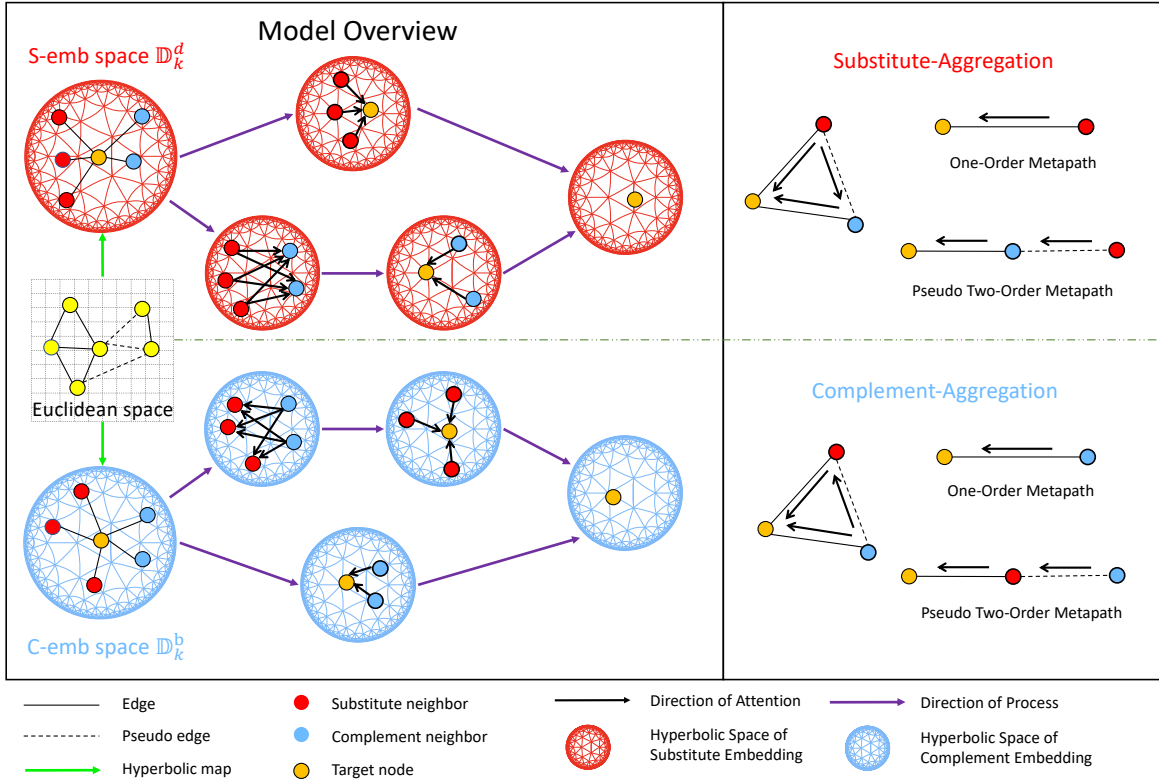 Model Overview
S-emb space 𝔻ᵈₖ
Euclidean space
C-emb space 𝔻ᵇₖ
Substitute-Aggregation
One-Order Metapath
Pseudo Two-Order Metapath
Complement-Aggregation
One-Order Metapath
Pseudo Two-Order Metapath
Edge
Pseudo edge
Hyperbolic map
Substitute neighbor
Complement neighbor
Target node
Direction of Attention
Hyperbolic Space of
Substitute Embedding
Direction of Process
Hyperbolic Space of
Complement Embedding